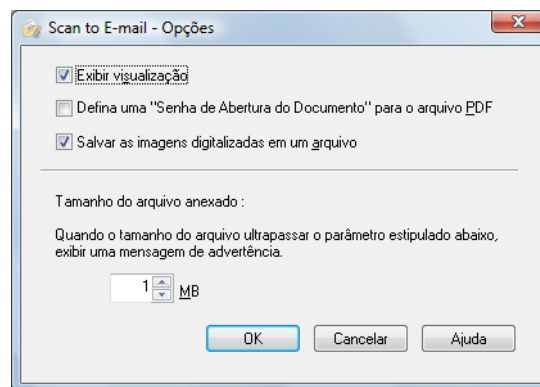 Scan to E-mail - Opções
Exibir visualização
Defina uma "Senha de Abertura do Documento" para o arquivo PDF
Salvar as imagens digitalizadas em um arquivo
Tamanho do arquivo anexado :
Quando o tamanho do arquivo ultrapassar o parâmetro estipulado abaixo,
exibir uma mensagem de advertência.
1 MB
OK Cancelar Ajuda